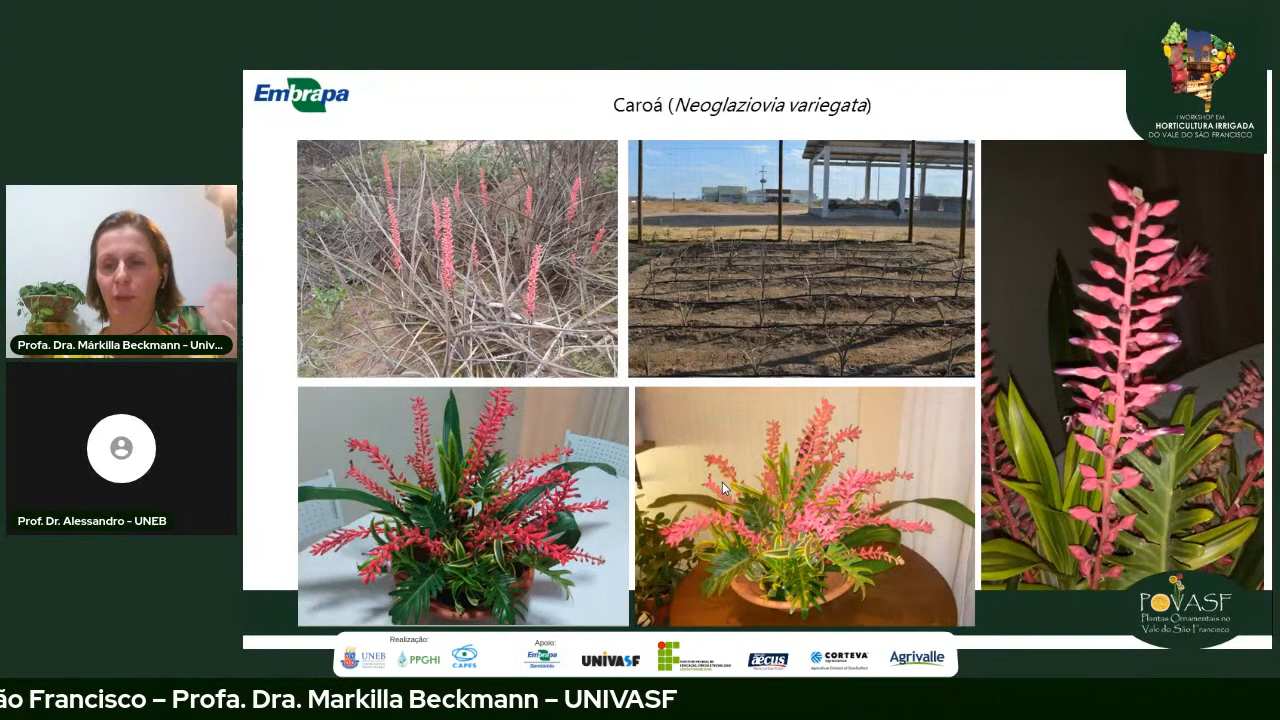 Embrapa
Caroá (Neoglaziovia variegata)
I WORKSHOP EM
HORTICULTURA IRRIGADA
DO VALE DO SÃO FRANCISCO
Profa. Dra. Márkilla Beckmann - Univ...
Prof. Dr. Alessandro - UNEB
POVASF
Plantas Ornamentais no
Vale do São Francisco
Realização:
UNEB
PPGHI
CAPES
Apoio:
Embrapa
Semiárido
UNIVASF
aecus
CORTEVA
agriscience
Agrivalle
ão Francisco – Profa. Dra. Markilla Beckmann – UNIVASF